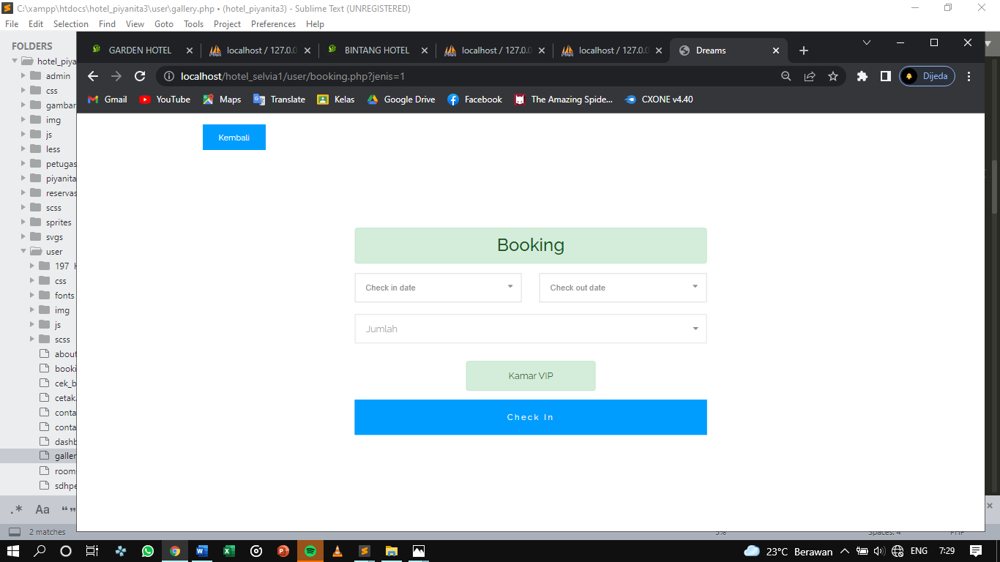 C:\xampp\htdocs\hotel_piyanita3\user\gallery.php • (hotel_piyanita3) - Sublime Text (UNREGISTERED)
File Edit Selection Find View Goto Tools Project Preferences Help
GARDEN HOTEL localhost / 127.0.0 BINTANG HOTEL localhost / 127.0.0 localhost / 127.0.0 Dreams
localhost/hotel_selvia1/user/booking.php?jenis=1 Dijeda
Gmail YouTube Maps Translate Kelas Google Drive Facebook The Amazing Spide... CXONE v4.40
FOLDERS
hotel_piya
admin
css
gambar
img
js
less
petugas
piyanita
reservas
scss
sprites
svgs
user
197
css
fonts
img
js
scss
about
booki
cek_b
cetak.
conta
conta
dashb
galler
rooms
sdhpe
Kembali
Booking
Check in date Check out date
Jumlah
Kamar VIP
Check In
.* Aa “”
2 matches Spaces: 4 PHP
23°C Berawan ENG 7:29